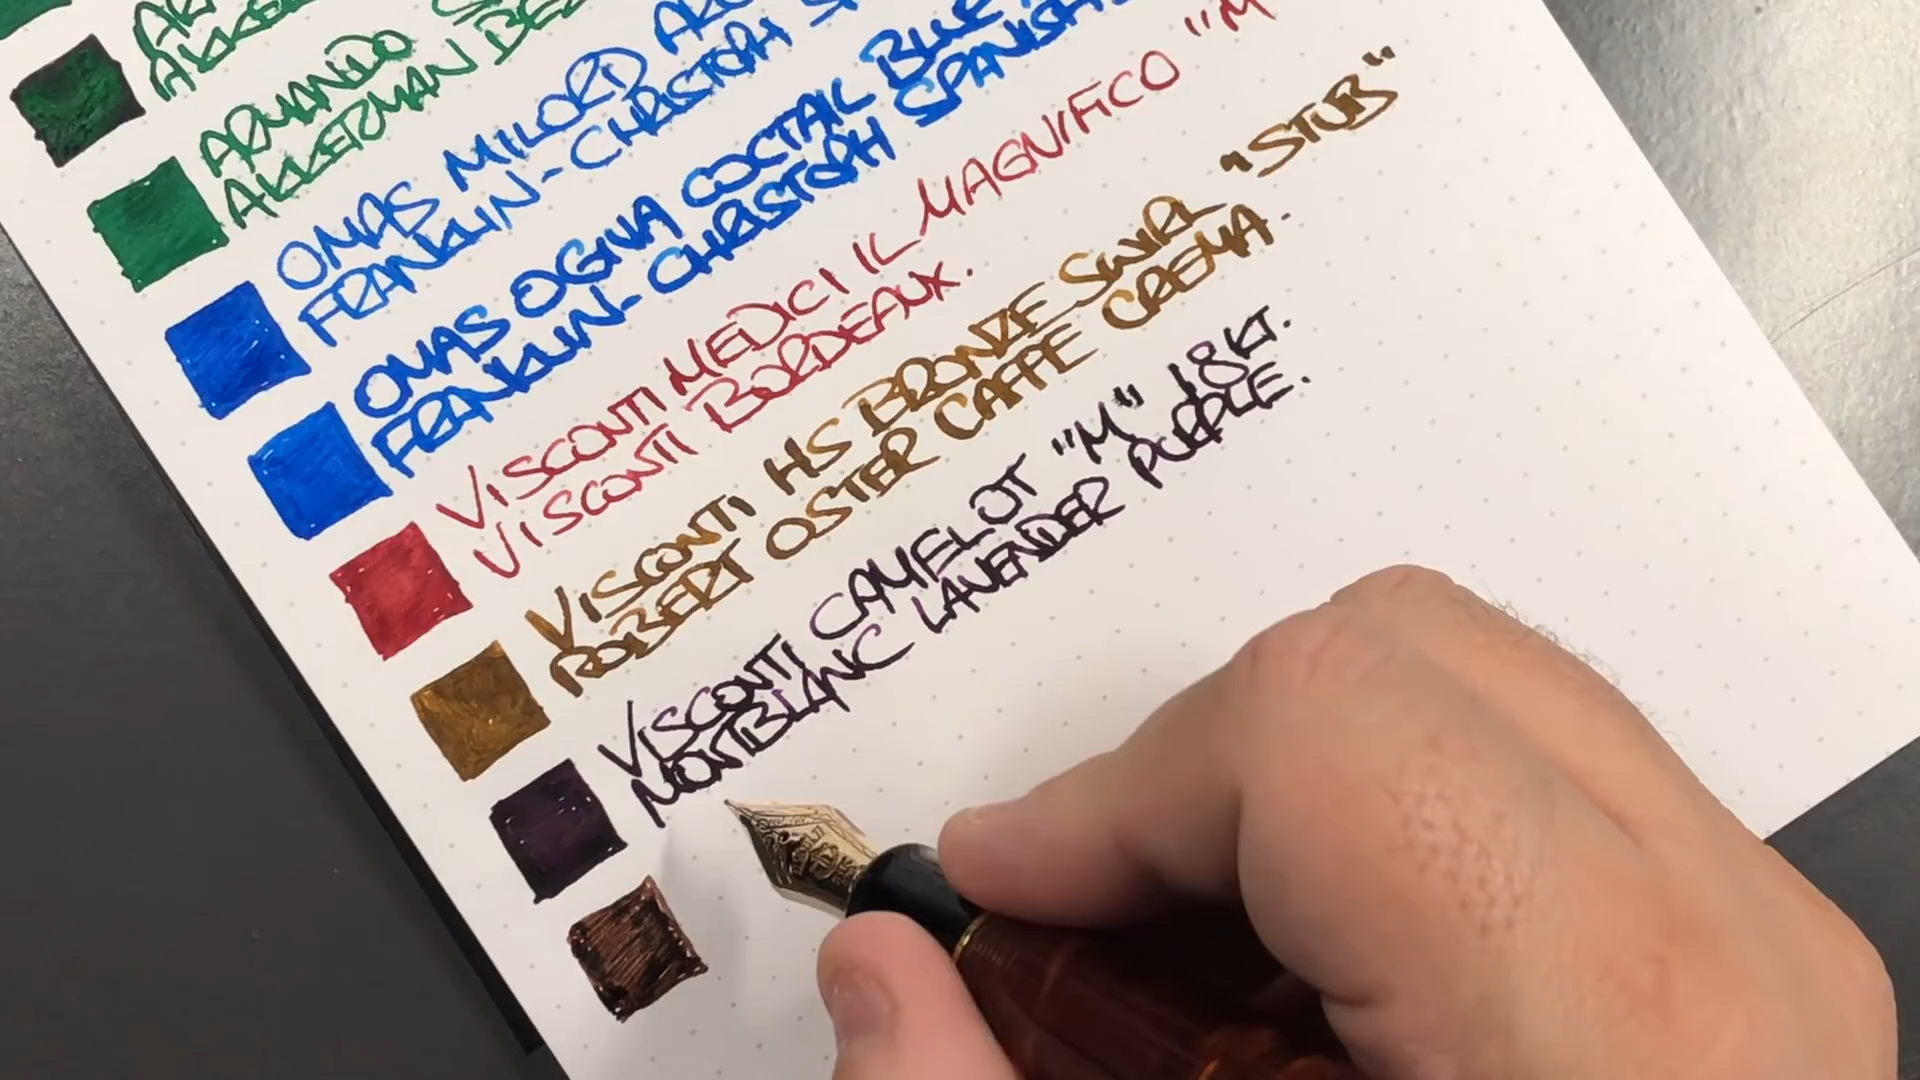 ARMANDO
AKKERMAN
OMAS MILORD
FRANKLIN-CHRISTOPH
OMAS OGIVA COCTAIL BLUE
FRANKLIN-CHRISTOPH SPANISH
VISCONTI MEDICI IL MAGNIFICO "M
VISCONTI BORDEAUX.
VISCONTI HS BRONZE SWIRL "STUB"
ROBERT OSTER CAFFE CREMA.
VISCONTI CAMELOT "M" 18KT.
MONTBLANC LAVENDER PURPLE.